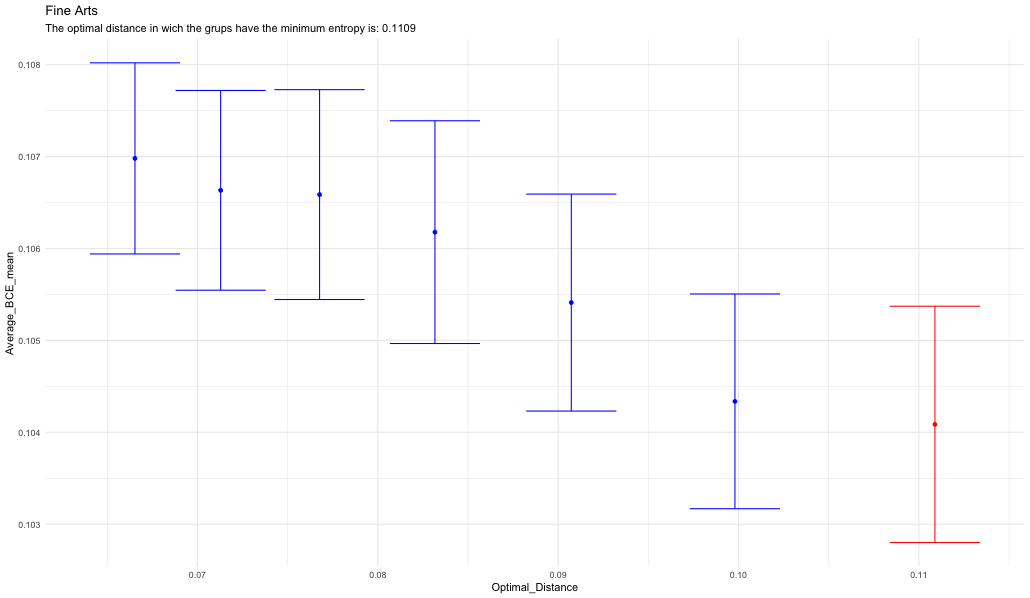 Fine Arts
The optimal distance in wich the grups have the minimum entropy is: 0.1109
Average_BCE_mean
0.108
0.107
0.106
0.105
0.104
0.103
0.07 0.08 0.09 0.10 0.11
Optimal_Distance